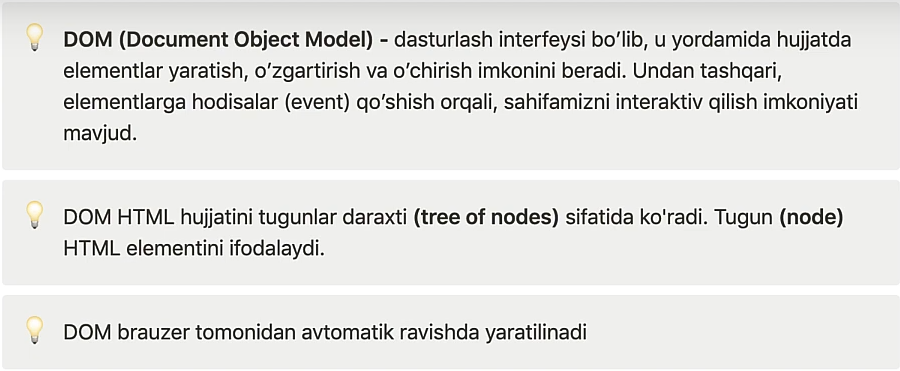 DOM (Document Object Model) - dasturlash interfeysi bo’lib, u yordamida hujjatda
elementlar yaratish, o’zgartirish va o’chirish imkonini beradi. Undan tashqari,
elementlarga hodisalar (event) qo’shish orqali, sahifamizni interaktiv qilish imkoniyati
mavjud.
DOM HTML hujjatini tugunlar daraxti (tree of nodes) sifatida ko'radi. Tugun (node)
HTML elementini ifodalaydi.
DOM brauzer tomonidan avtomatik ravishda yaratilinadi